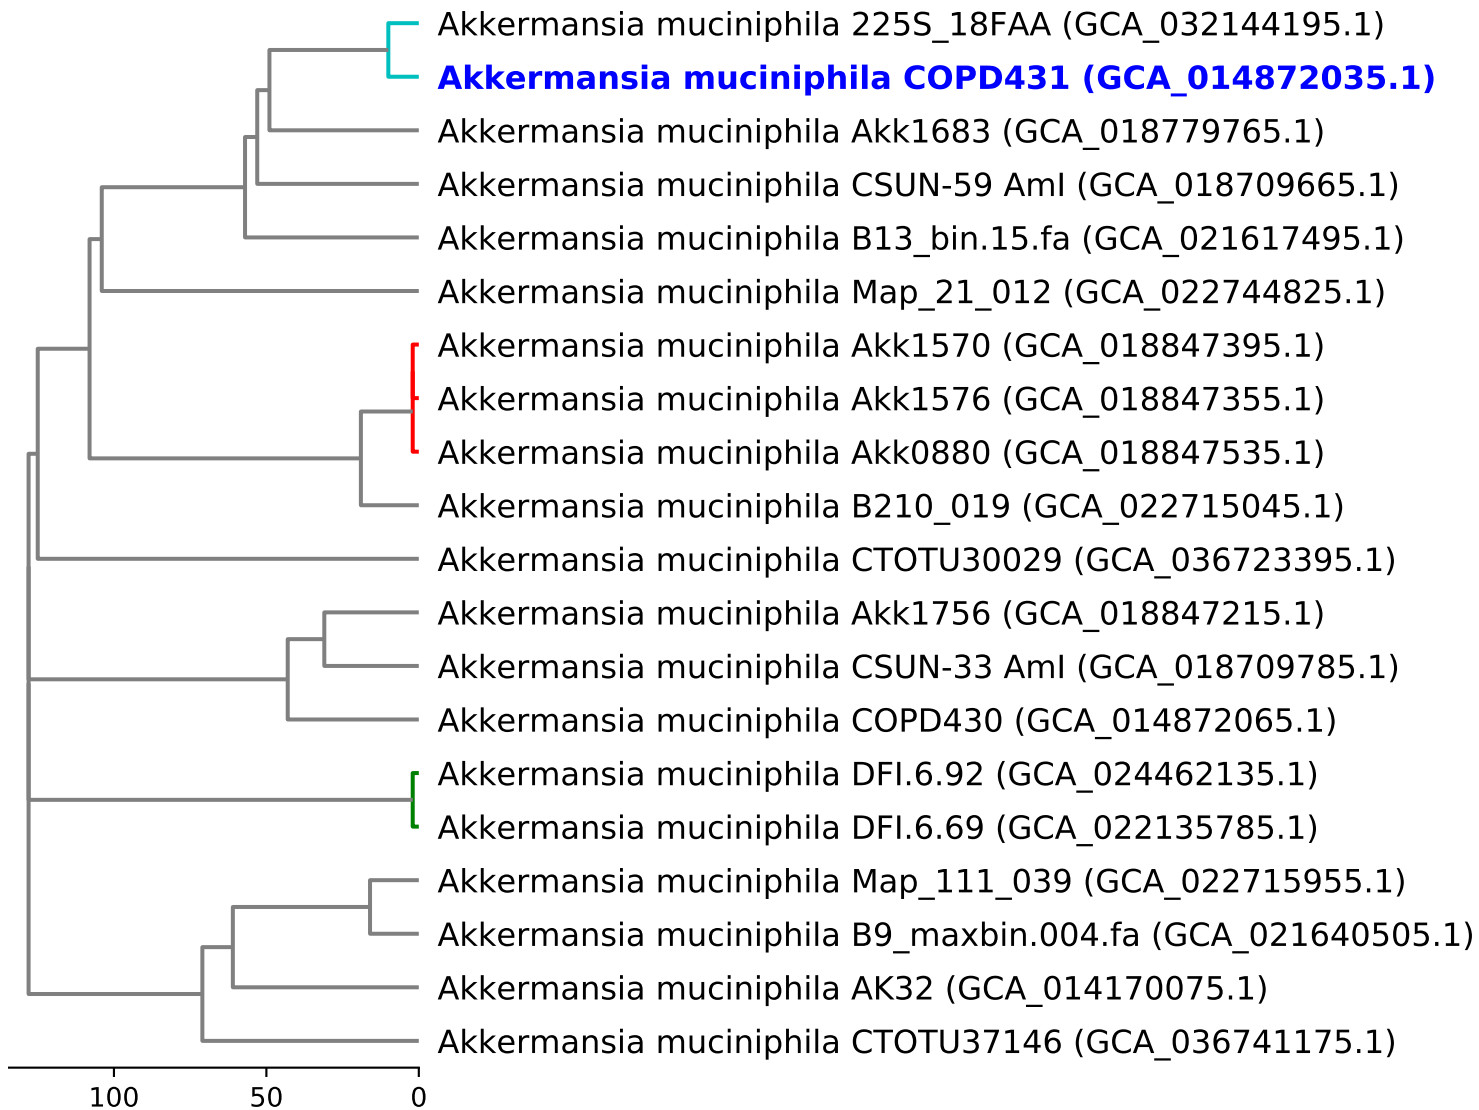 Akkermansia muciniphila 225S_18FAA (GCA_032144195.1)
Akkermansia muciniphila COPD431 (GCA_014872035.1)
Akkermansia muciniphila Akk1683 (GCA_018779765.1)
Akkermansia muciniphila CSUN-59 AmI (GCA_018709665.1)
Akkermansia muciniphila B13_bin.15.fa (GCA_021617495.1)
Akkermansia muciniphila Map_21_012 (GCA_022744825.1)
Akkermansia muciniphila Akk1570 (GCA_018847395.1)
Akkermansia muciniphila Akk1576 (GCA_018847355.1)
Akkermansia muciniphila Akk0880 (GCA_018847535.1)
Akkermansia muciniphila B210_019 (GCA_022715045.1)
Akkermansia muciniphila CTOTU30029 (GCA_036723395.1)
Akkermansia muciniphila Akk1756 (GCA_018847215.1)
Akkermansia muciniphila CSUN-33 AmI (GCA_018709785.1)
Akkermansia muciniphila COPD430 (GCA_014872065.1)
Akkermansia muciniphila DFI.6.92 (GCA_024462135.1)
Akkermansia muciniphila DFI.6.69 (GCA_022135785.1)
Akkermansia muciniphila Map_111_039 (GCA_022715955.1)
Akkermansia muciniphila B9_maxbin.004.fa (GCA_021640505.1)
Akkermansia muciniphila AK32 (GCA_014170075.1)
Akkermansia muciniphila CTOTU37146 (GCA_036741175.1)
100 50 0